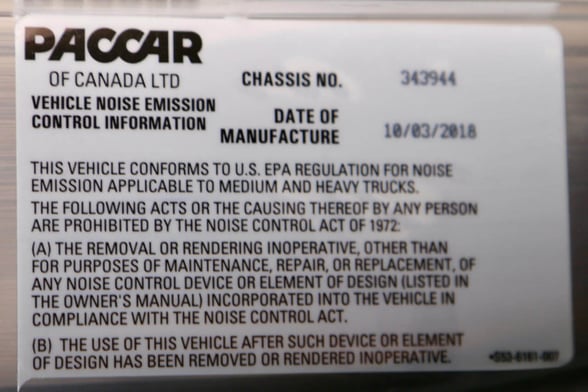 PACCAR
OF CANADA LTD
VEHICLE NOISE EMISSION
CONTROL INFORMATION
CHASSIS NO. 343944
DATE OF
MANUFACTURE 10/03/2018
THIS VEHICLE CONFORMS TO U.S. EPA REGULATION FOR NOISE
EMISSION APPLICABLE TO MEDIUM AND HEAVY TRUCKS.
THE FOLLOWING ACTS OR THE CAUSING THEREOF BY ANY PERSON
ARE PROHIBITED BY THE NOISE CONTROL ACT OF 1972:
(A) THE REMOVAL OR RENDERING INOPERATIVE, OTHER THAN
FOR PURPOSES OF MAINTENANCE, REPAIR, OR REPLACEMENT, OF
ANY NOISE CONTROL DEVICE OR ELEMENT OF DESIGN (LISTED IN
THE OWNER'S MANUAL) INCORPORATED INTO THE VEHICLE IN
COMPLIANCE WITH THE NOISE CONTROL ACT.
(B) THE USE OF THIS VEHICLE AFTER SUCH DEVICE OR ELEMENT
OF DESIGN HAS BEEN REMOVED OR RENDERED INOPERATIVE.